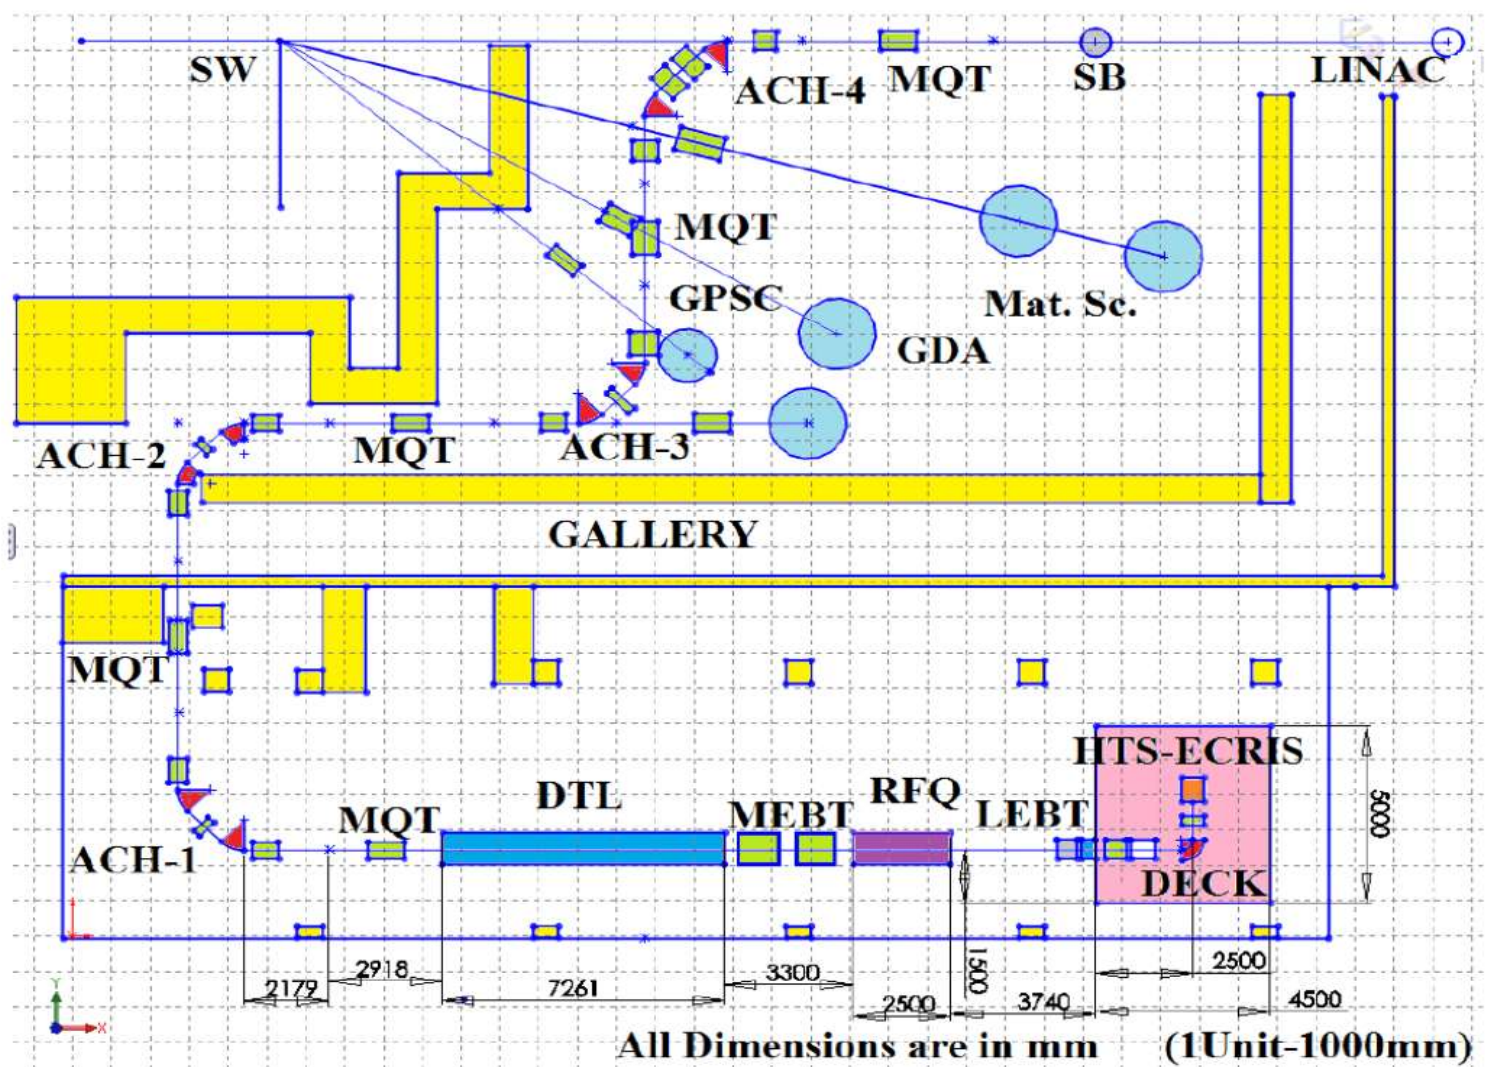 SW
ACH-4
MQT
SB
LINAC
MQT
GPSC
Mat. Sc.
GDA
ACH-2
MQT
ACH-3
GALLERY
MQT
HTS-ECRIS
DTL
RFQ
MQT
MEBT
LEBT
5000
ACH-1
DECK
2918
2179
7261
3300
2500
1500
3740
2500
4500
Y
X
All Dimensions are in mm (1Unit-1000mm)